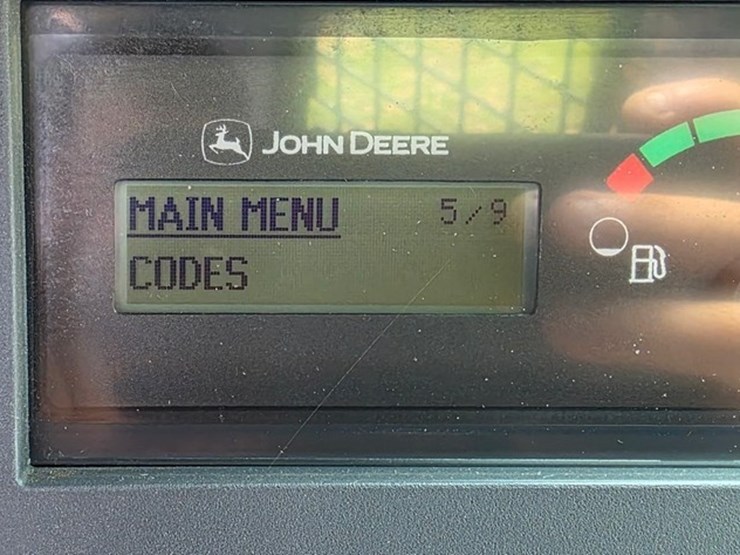 JOHN DEERE
MAIN MENU 5/9
CODES